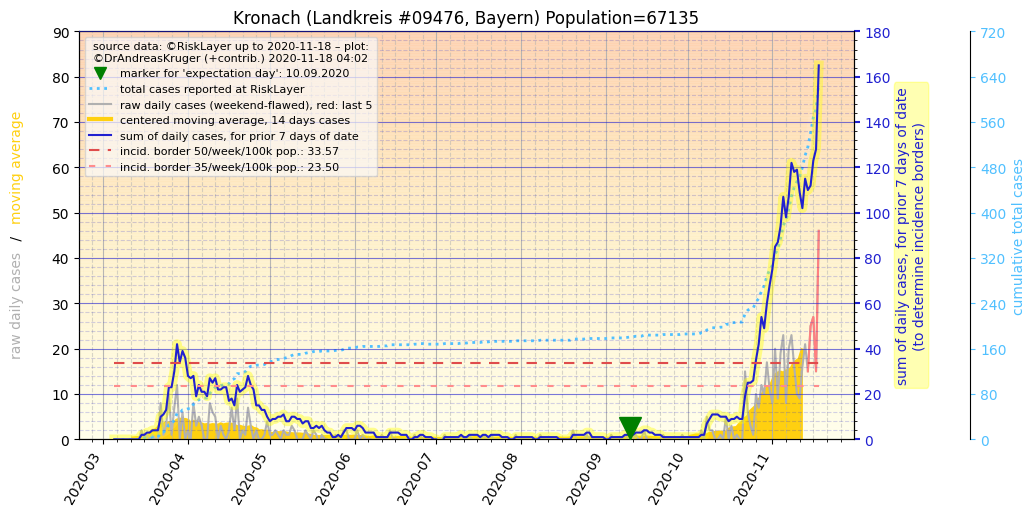 Kronach (Landkreis #09476, Bayern) Population=67135
source data: ©RiskLayer up to 2020-11-18 – plot:
©DrAndreasKruger (+contrib.) 2020-11-18 04:02
marker for 'expectation day': 10.09.2020
total cases reported at RiskLayer
raw daily cases (weekend-flawed), red: last 5
centered moving average, 14 days cases
sum of daily cases, for prior 7 days of date
incid. border 50/week/100k pop.: 33.57
incid. border 35/week/100k pop.: 23.50
raw daily cases / moving average
90
80
70
60
50
40
30
20
10
0
2020-03
2020-04
2020-05
2020-06
2020-07
2020-08
2020-09
2020-10
2020-11
180
160
140
120
100
80
60
40
20
0
sum of daily cases, for prior 7 days of date
(to determine incidence borders)
720
640
560
480
400
320
240
160
80
0
cumulative total cases